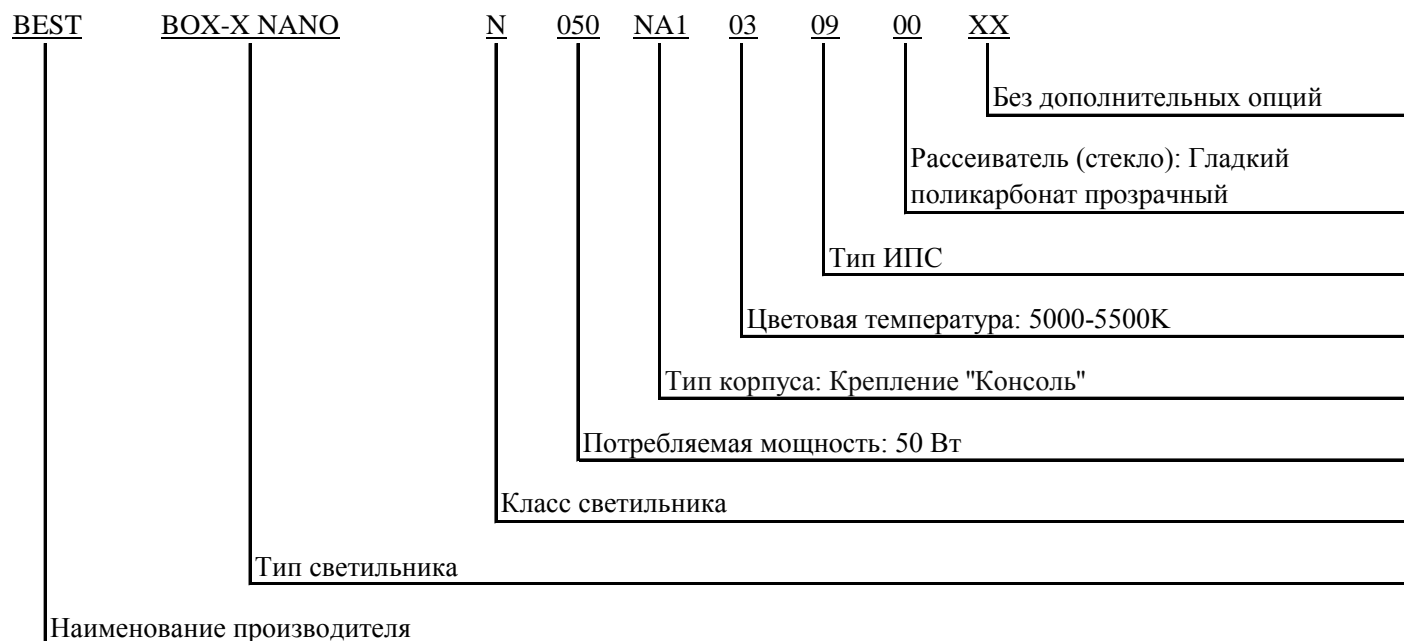 BEST BOX-X NANO N 050 NA1 03 09 00 XX
Без дополнительных опций
Рассеиватель (стекло): Гладкий
поликарбонат прозрачный
Тип ИПС
Цветовая температура: 5000-5500K
Тип корпуса: Крепление "Консоль"
Потребляемая мощность: 50 Вт
Класс светильника
Тип светильника
Наименование производителя